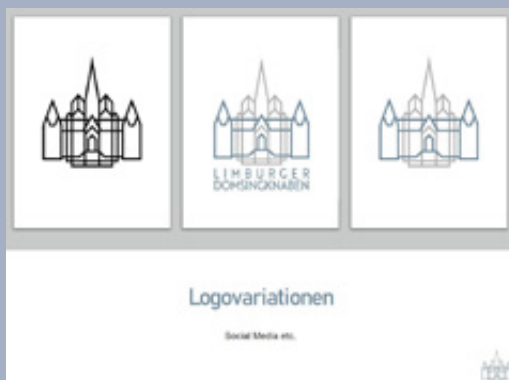 LIMBURGER
DOMSINGKNABEN
Logovariationen
Social Media etc.